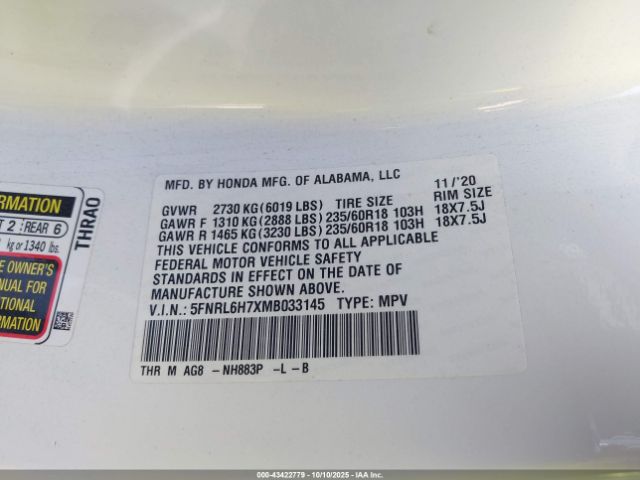 MFD. BY HONDA MFG. OF ALABAMA, LLC 11/'20
GVWR 2730 KG (6019 LBS) TIRE SIZE RIM SIZE
GAWR F 1310 KG (2888 LBS) 235/60R18 103H 18X7.5J
GAWR R 1465 KG (3230 LBS) 235/60R18 103H 18X7.5J
THIS VEHICLE CONFORMS TO ALL APPLICABLE
FEDERAL MOTOR VEHICLE SAFETY
STANDARDS IN EFFECT ON THE DATE OF
MANUFACTURE SHOWN ABOVE.
V.I.N.: 5FNRL6H7XMB033145 TYPE: MPV
THR M AG8 - NH883P -L-B
RMATION
T 2 : REAR 6
kg or 1340 lbs.
E OWNER'S
NUAL FOR
TIONAL
RMATION
THRAO
000-43422779 - 10/10/2025 - Copart, Inc.